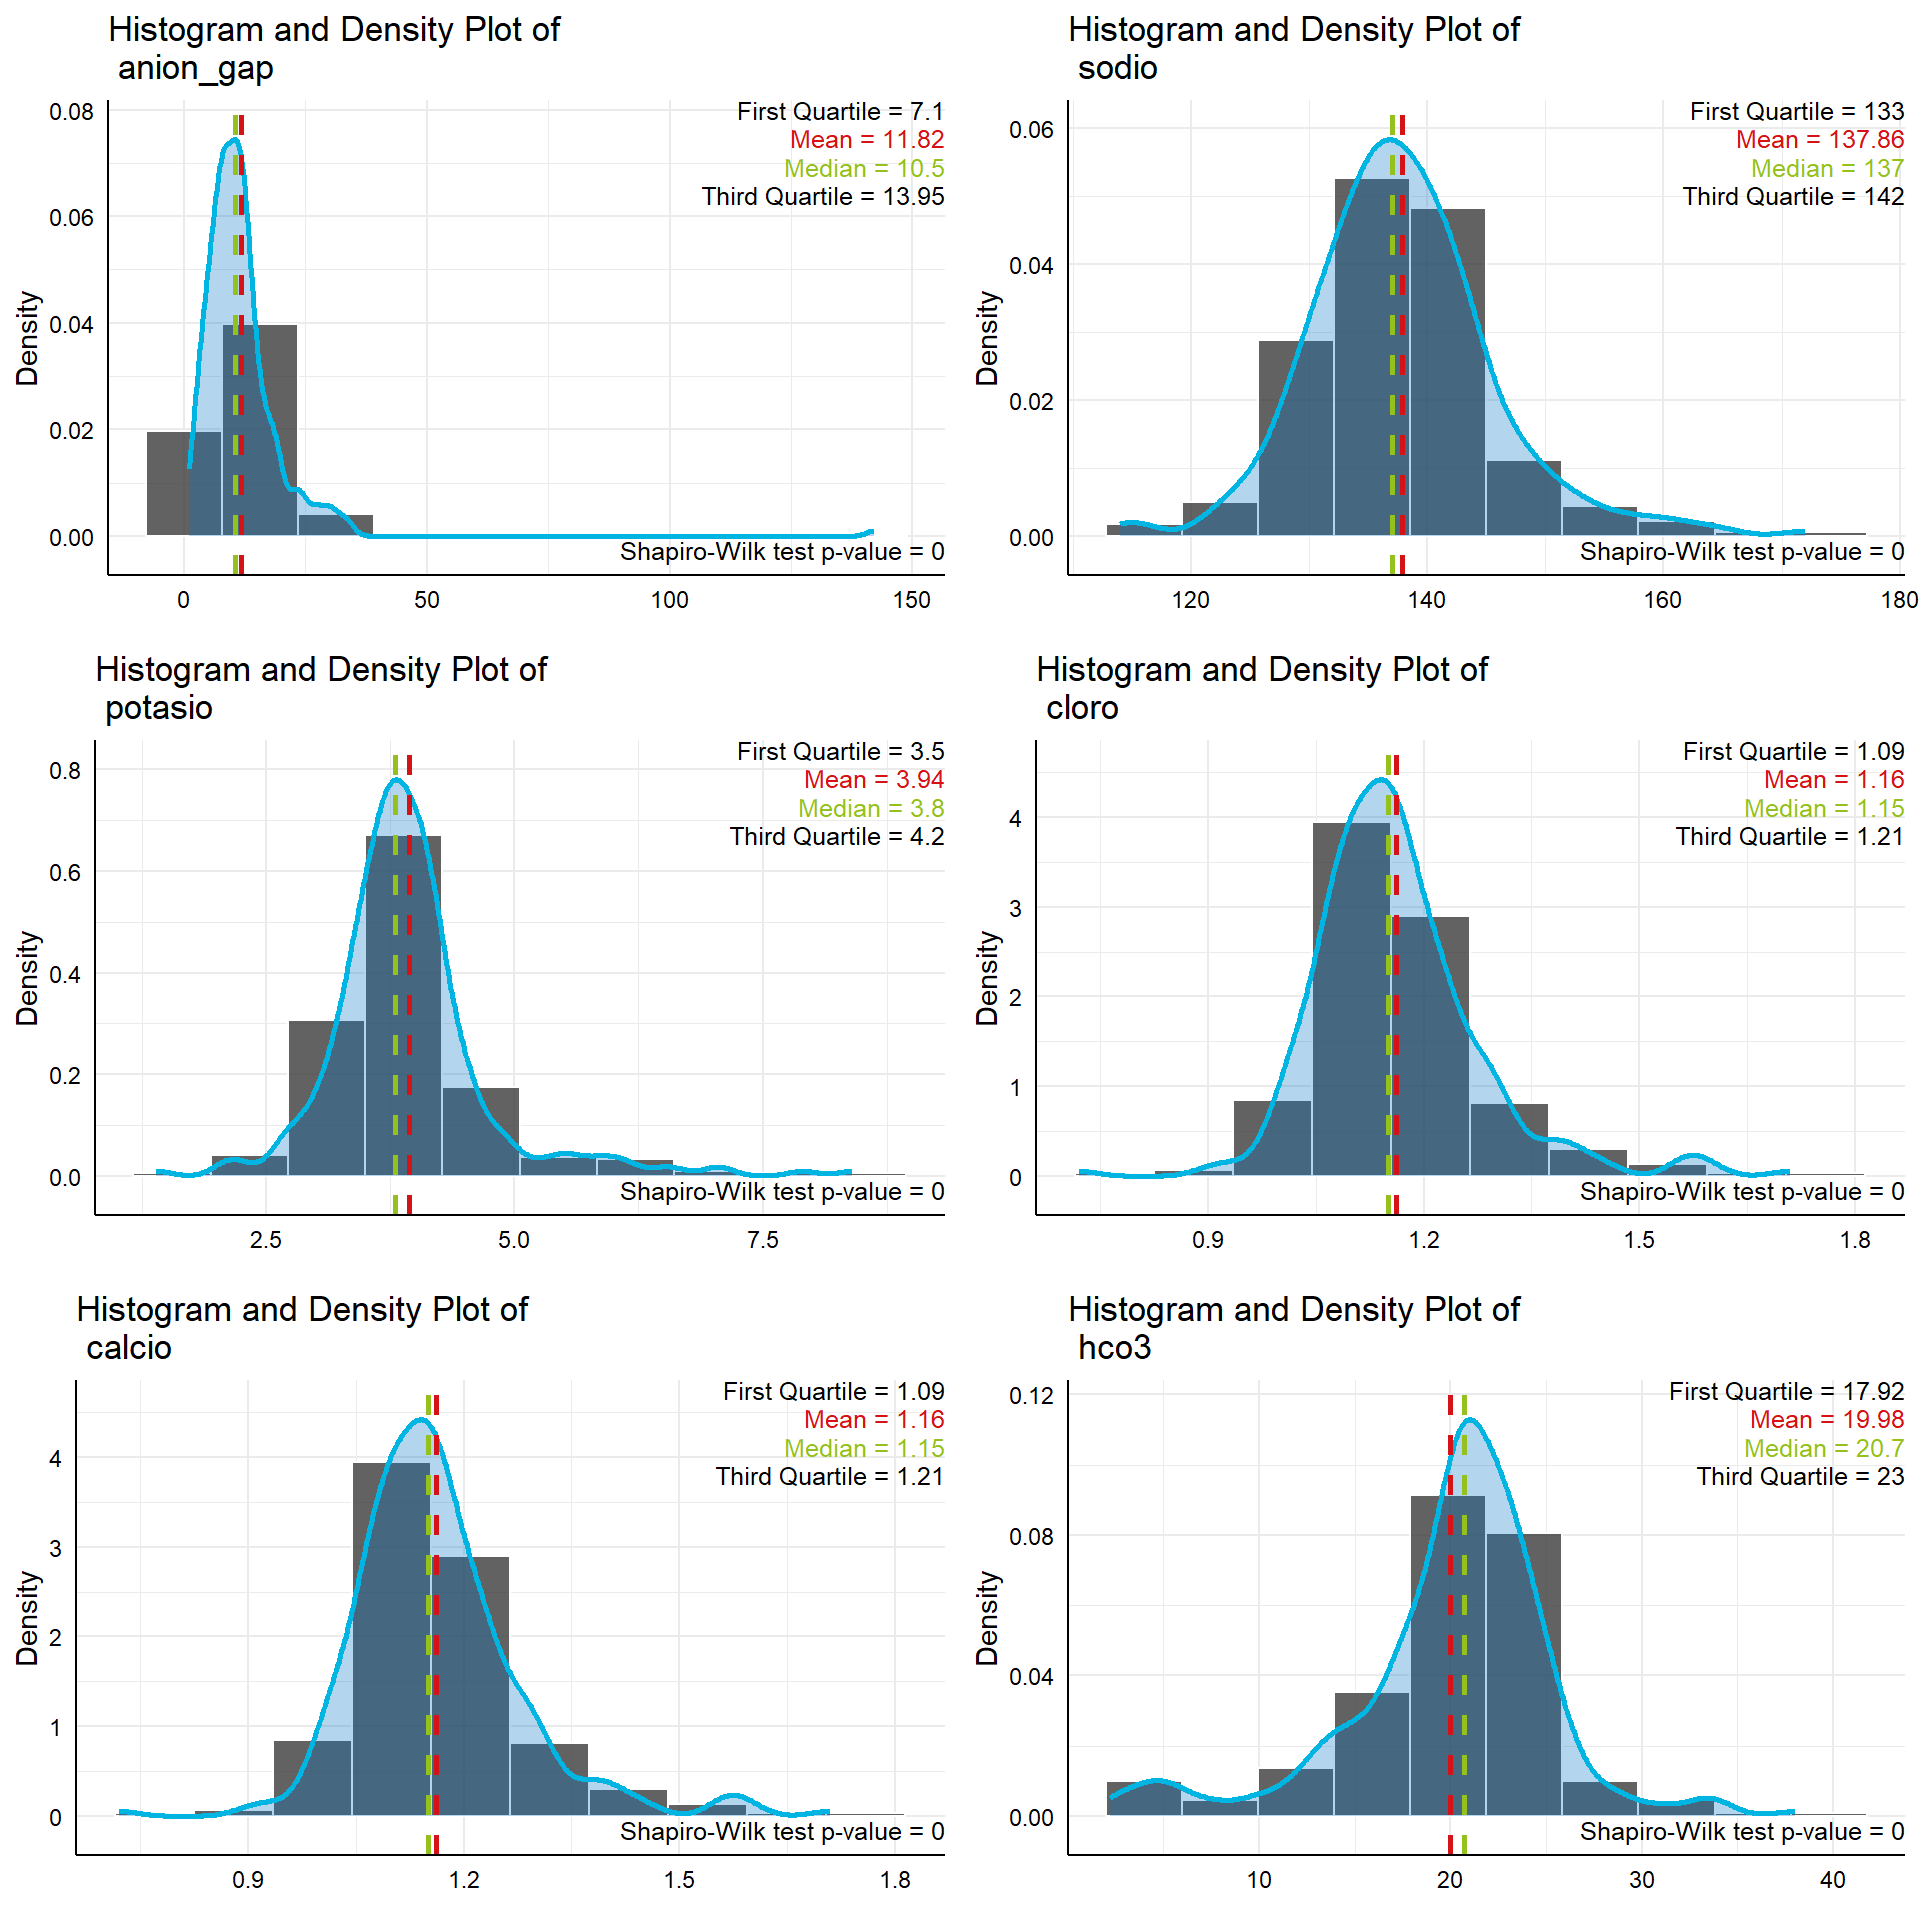 Histogram and Density Plot of
anion_gap
First Quartile = 7.1
Mean = 11.82
Median = 10.5
Third Quartile = 13.95
0.08
0.06
0.04
0.02
0.00
Density
Shapiro-Wilk test p-value = 0
0 50 100 150
Histogram and Density Plot of
sodio
First Quartile = 133
Mean = 137.86
Median = 137
Third Quartile = 142
0.06
0.04
0.02
0.00
Density
Shapiro-Wilk test p-value = 0
120 140 160 180
Histogram and Density Plot of
potasio
First Quartile = 3.5
Mean = 3.94
Median = 3.8
Third Quartile = 4.2
0.8
0.6
0.4
0.2
0.0
Density
Shapiro-Wilk test p-value = 0
2.5 5.0 7.5
Histogram and Density Plot of
cloro
First Quartile = 1.09
Mean = 1.16
Median = 1.15
Third Quartile = 1.21
4
3
2
1
0
Density
Shapiro-Wilk test p-value = 0
0.9 1.2 1.5 1.8
Histogram and Density Plot of
calcio
First Quartile = 1.09
Mean = 1.16
Median = 1.15
Third Quartile = 1.21
4
3
2
1
0
Density
Shapiro-Wilk test p-value = 0
0.9 1.2 1.5 1.8
Histogram and Density Plot of
hco3
First Quartile = 17.92
Mean = 19.98
Median = 20.7
Third Quartile = 23
0.12
0.08
0.04
0.00
Density
Shapiro-Wilk test p-value = 0
10 20 30 40